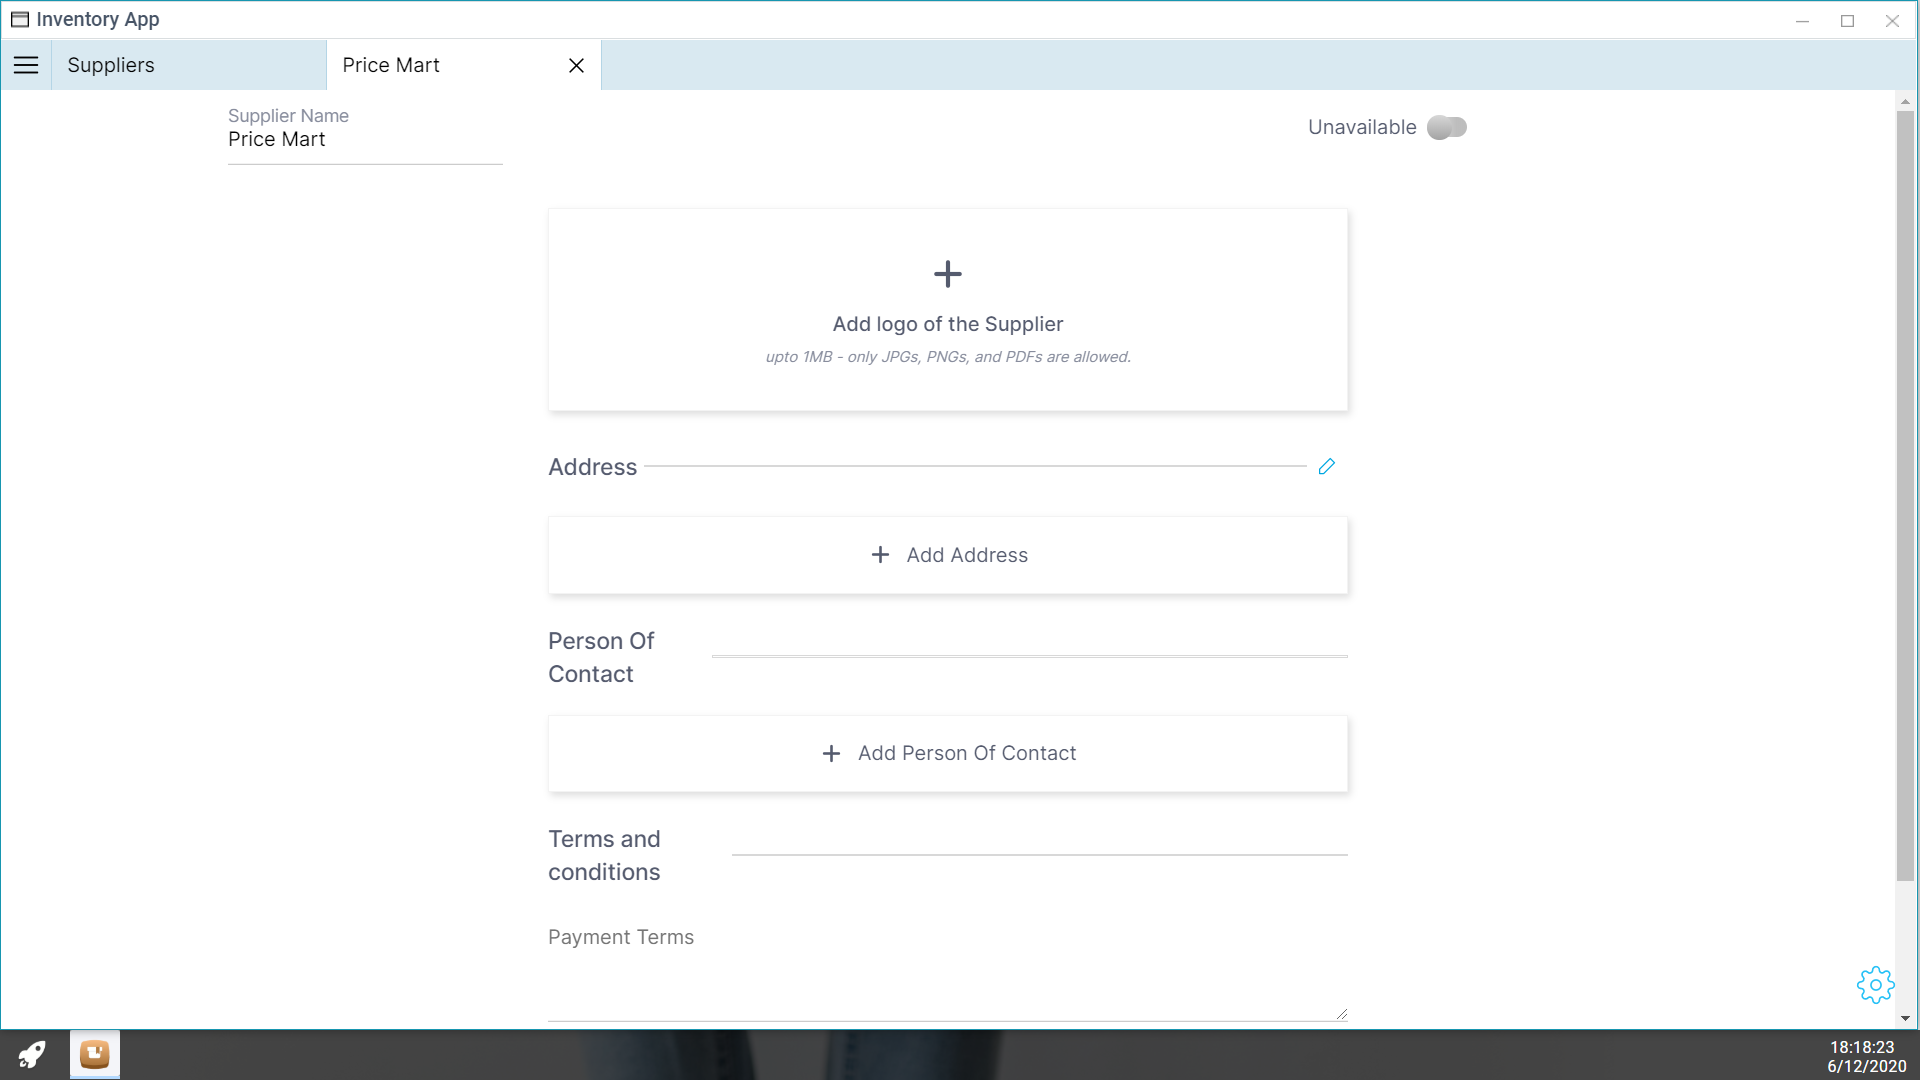 Inventory App
Suppliers
Price Mart
Supplier Name
Price Mart
Unavailable
Add logo of the Supplier
upto 1MB - only JPGs, PNGs, and PDFs are allowed.
Address
Add Address
Person Of
Contact
Add Person Of Contact
Terms and
conditions
Payment Terms
18:18:23
6/12/2020